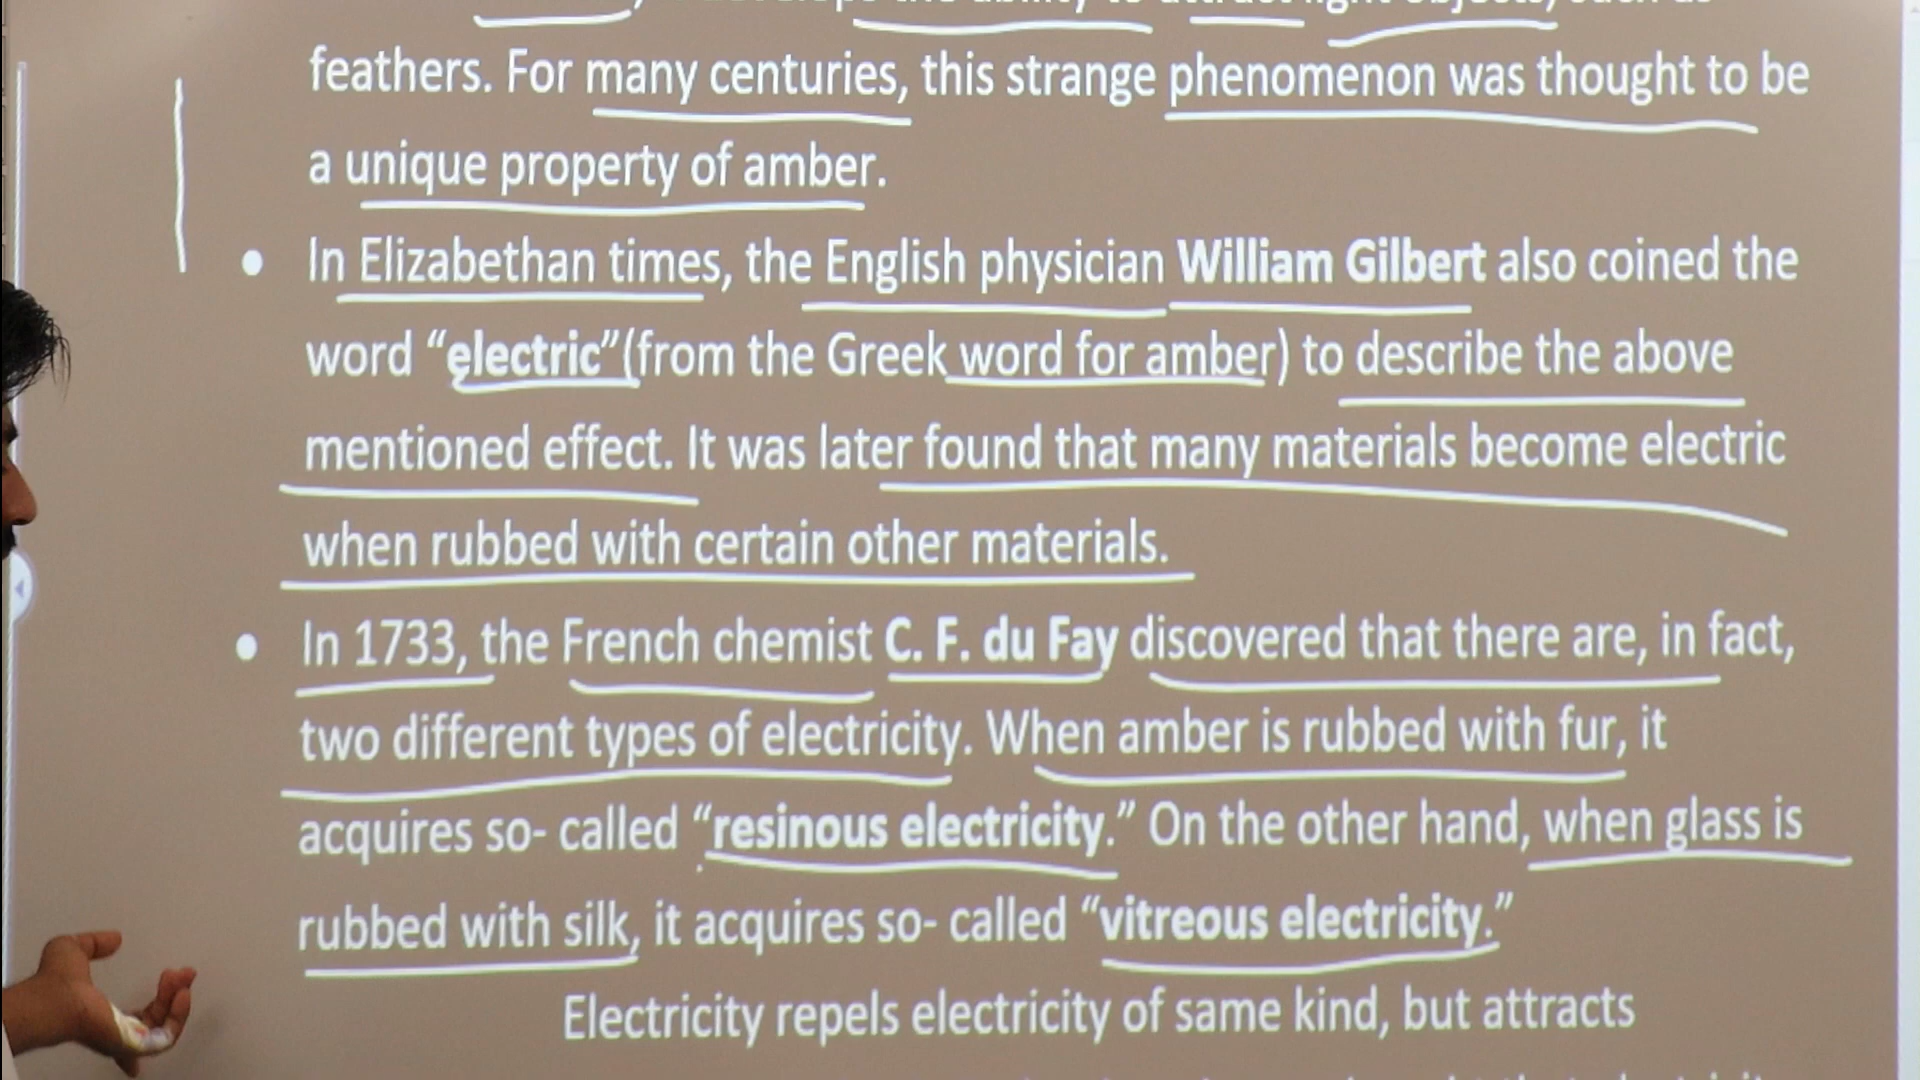 feathers. For many centuries, this strange phenomenon was thought to be
a unique property of amber.
• In Elizabethan times, the English physician William Gilbert also coined the
word “electric”(from the Greek word for amber) to describe the above
mentioned effect. It was later found that many materials become electric
when rubbed with certain other materials.
• In 1733, the French chemist C. F. du Fay discovered that there are, in fact,
two different types of electricity. When amber is rubbed with fur, it
acquires so- called “resinous electricity.” On the other hand, when glass is
rubbed with silk, it acquires so- called “vitreous electricity.”
Electricity repels electricity of same kind, but attracts